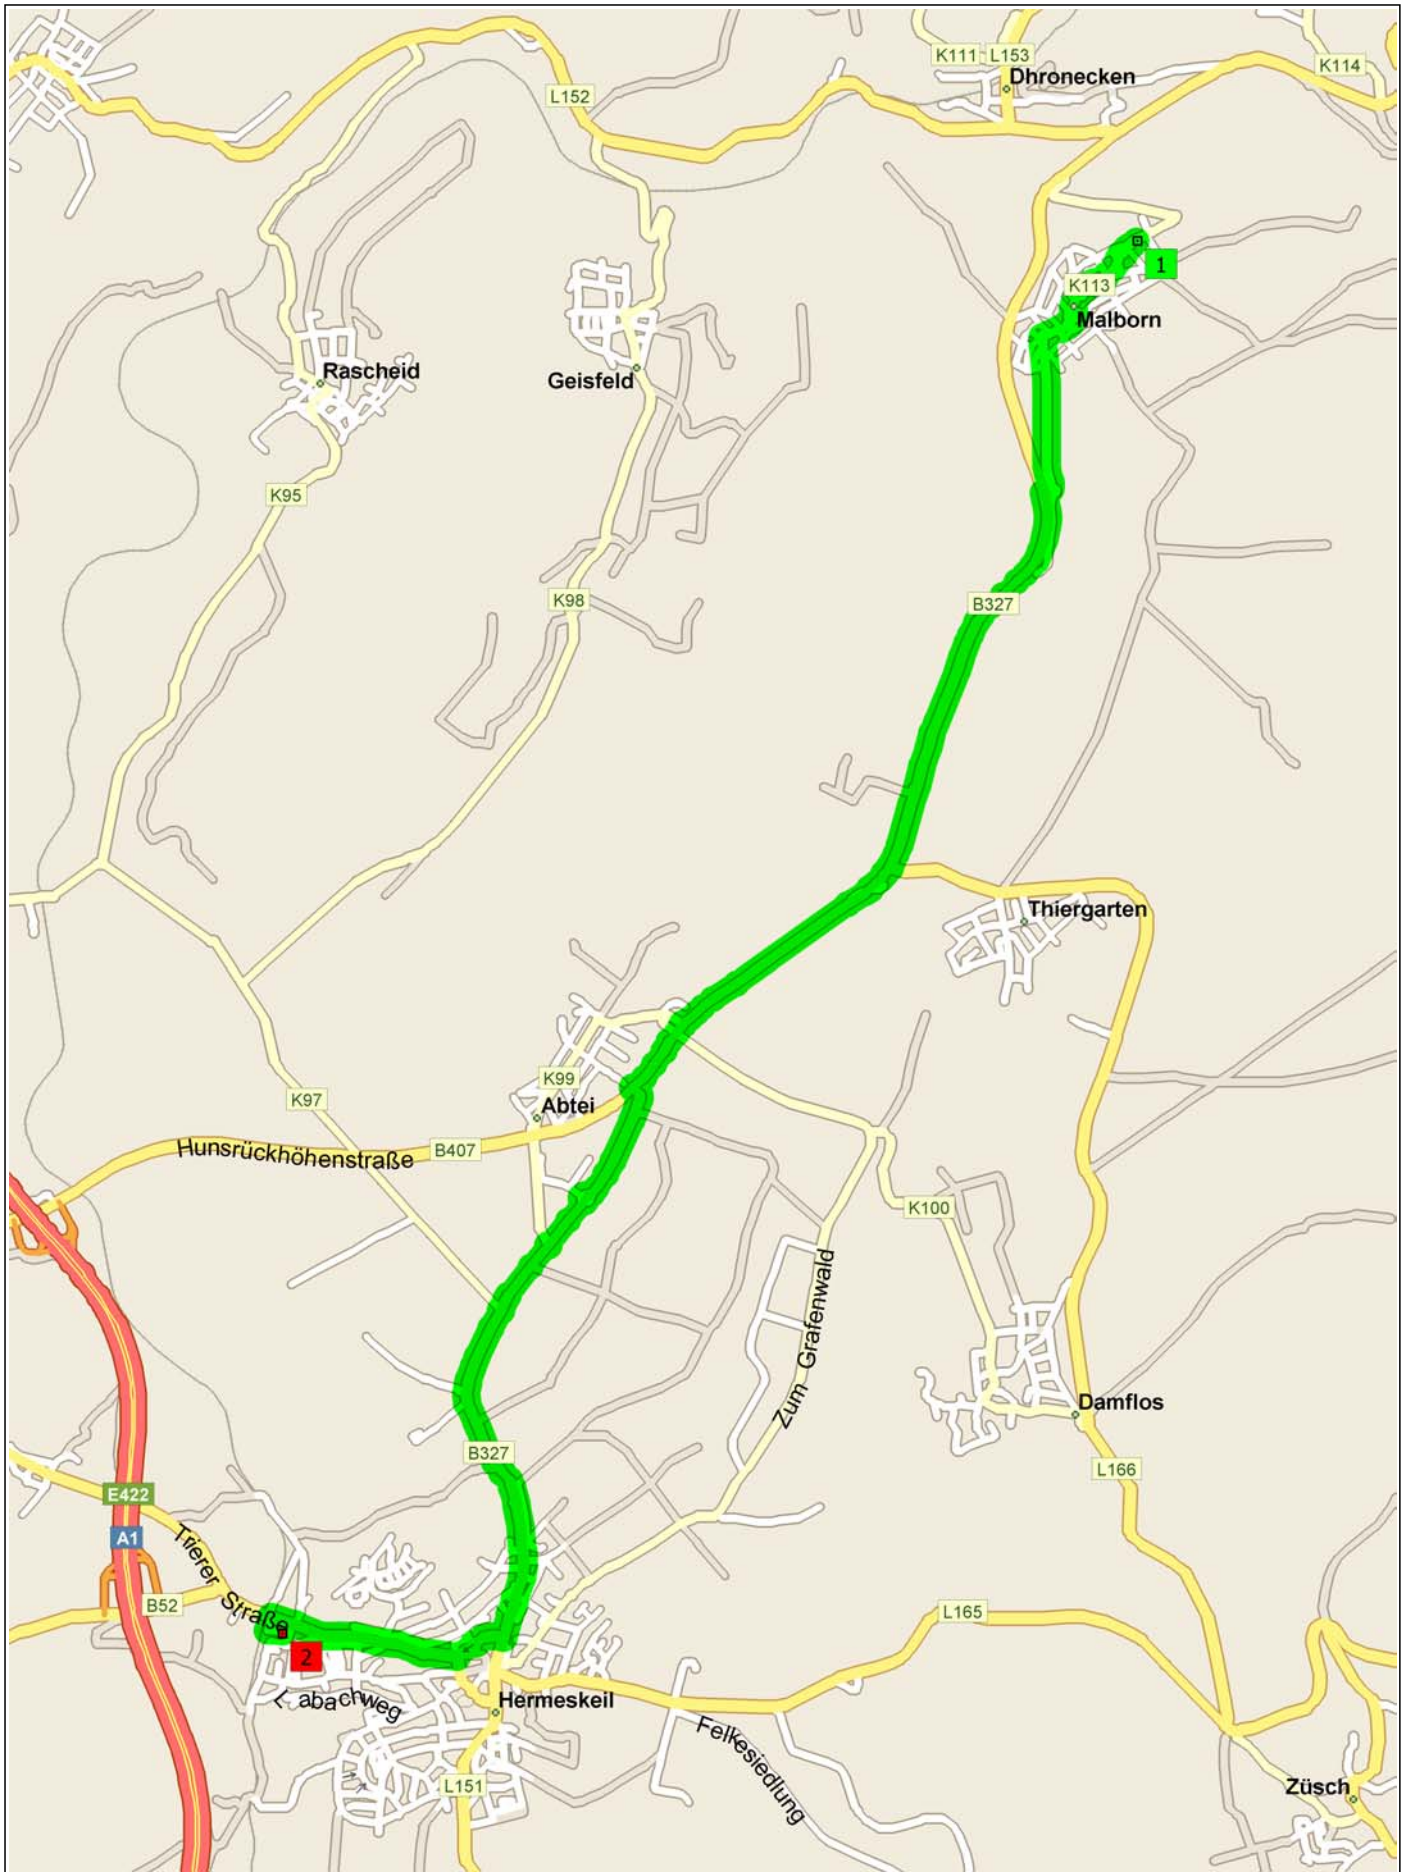 K111
L153
K114
Dhronecken
L152
1
K113
Malborn
Rascheid
Geisfeld
K95
K98
B327
Thiergarten
K99
K97
Abtei
Hunsrückhöhenstraße
B407
K100
Zum Grafenwald
Damflos
B327
L166
E422
A1
Trierer Straße
B52
L165
2
Labachweg
Hermeskeil
Felkesiedlung
L151
Züsch